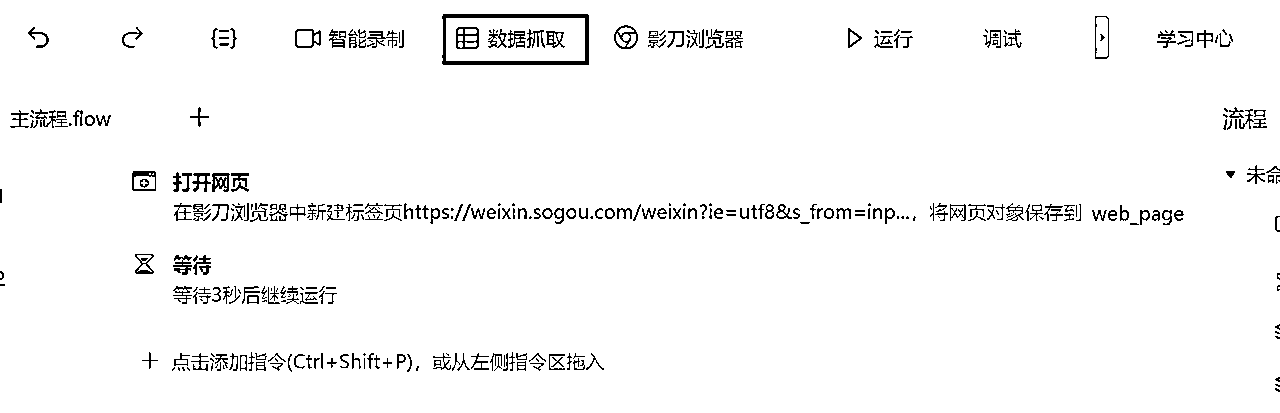 智能录制 数据抓取 影刀浏览器 运行 调试 学习中心
主流程.flow 流程
打开网页 未命
在影刀浏览器中新建标签页https://weixin.sogou.com/weixin?ie=utf8&s_from=inp...，将网页对象保存到 web_page
等待
等待3秒后继续运行
点击添加指令(Ctrl+Shift+P)，或从左侧指令区拖入